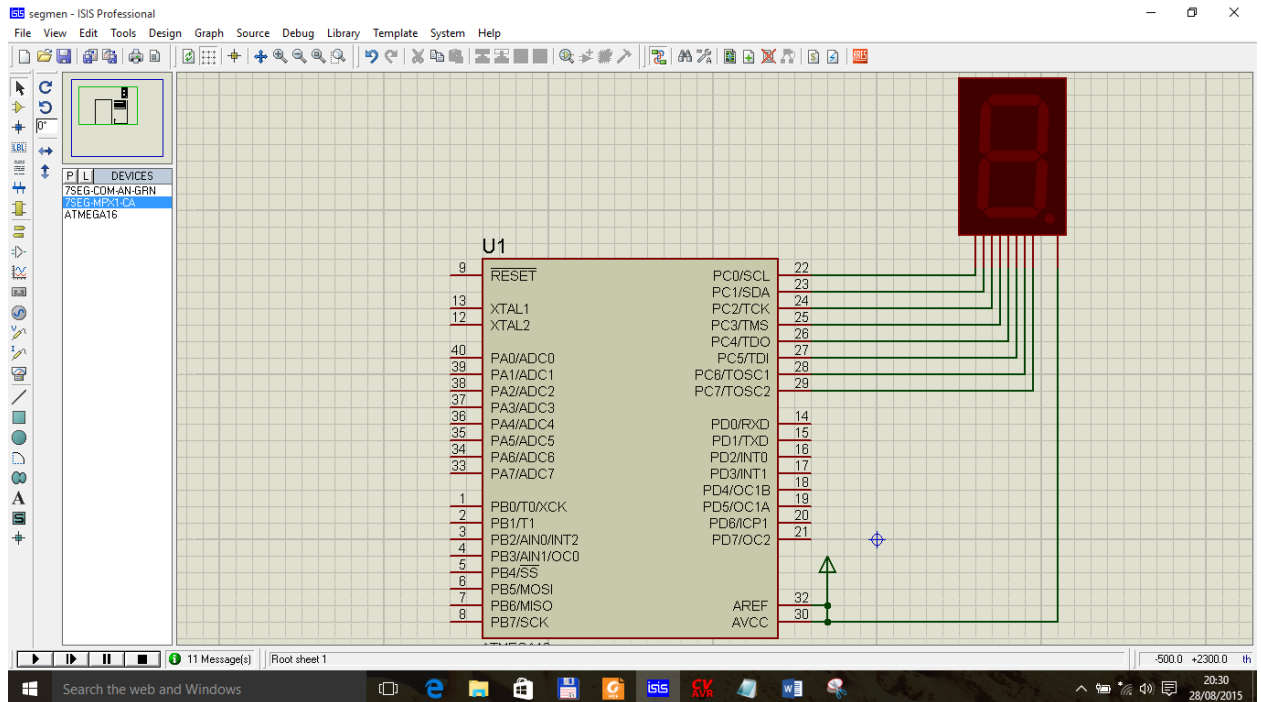 segmen - ISIS Professional
File View Edit Tools Design Graph Source Debug Library Template System Help
ARES
0°
LBL
P L DEVICES
7SEG-COM-AN-GRN
7SEG-MPX1-CA
ATMEGA16
U1
9 RESET
13 XTAL1
12 XTAL2
40 PA0/ADC0
39 PA1/ADC1
38 PA2/ADC2
37 PA3/ADC3
36 PA4/ADC4
35 PA5/ADC5
34 PA6/ADC6
33 PA7/ADC7
1 PB0/T0/XCK
2 PB1/T1
3 PB2/AIN0/INT2
4 PB3/AIN1/OC0
5 PB4/SS
6 PB5/MOSI
7 PB6/MISO
8 PB7/SCK
PC0/SCL 22
PC1/SDA 23
PC2/TCK 24
PC3/TMS 25
PC4/TDO 26
PC5/TDI 27
PC6/TOSC1 28
PC7/TOSC2 29
PD0/RXD 14
PD1/TXD 15
PD2/INT0 16
PD3/INT1 17
PD4/OC1B 18
PD5/OC1A 19
PD6/ICP1 20
PD7/OC2 21
AREF 32
AVCC 30
11 Message(s) Root sheet 1 -500.0 +2300.0 th
Search the web and Windows
isis
CV
AVR
20:30
28/08/2015